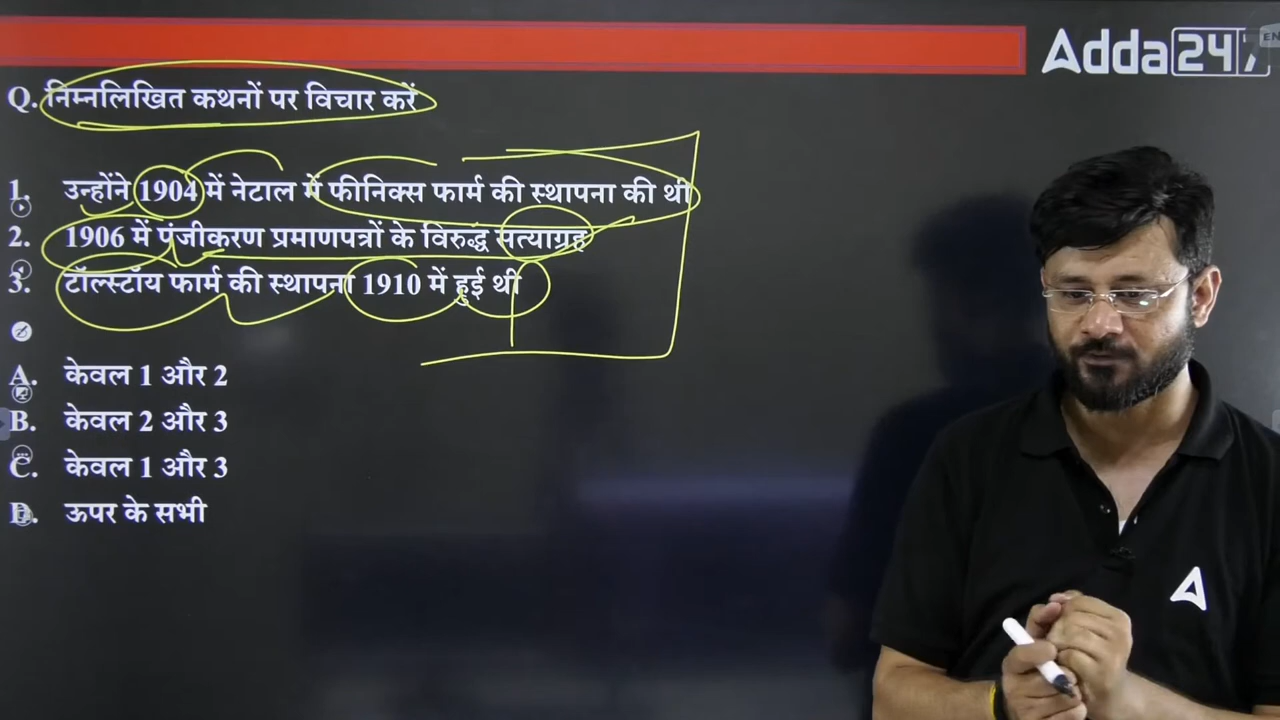 Adda247
EN
Q. निम्नलिखित कथनों पर विचार करें
1. उन्होंने 1904 में नेटाल में फीनिक्स फार्म की स्थापना की थी
2. 1906 में पंजीकरण प्रमाणपत्रों के विरुद्ध सत्याग्रह
3. टॉल्स्टॉय फार्म की स्थापना 1910 में हुई थी
A. केवल 1 और 2
B. केवल 2 और 3
C. केवल 1 और 3
D. ऊपर के सभी